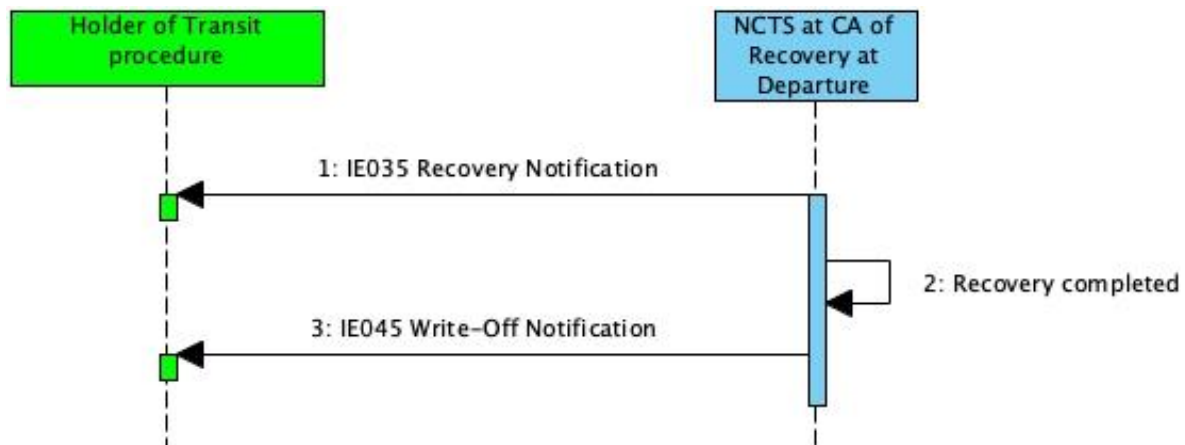 Holder of Transit
procedure
NCTS at CA of
Recovery at
Departure
1: IE035 Recovery Notification
2: Recovery completed
3: IE045 Write-Off Notification